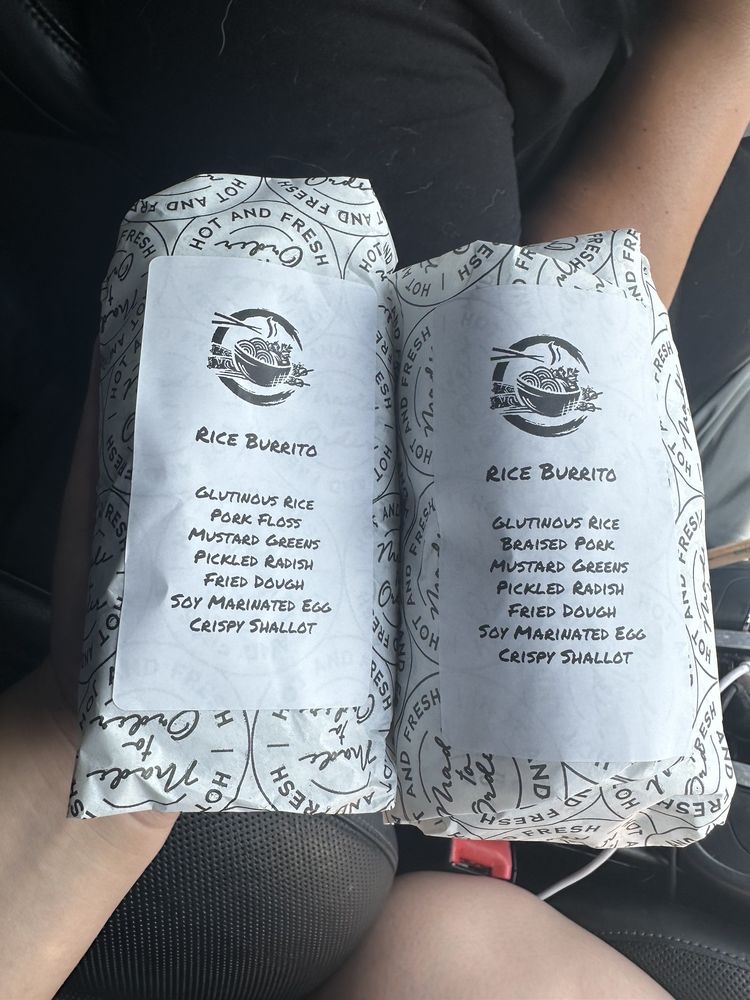 HOT AND FRESH
Made to Order
Rice Burrito
Glutinous Rice
Pork Floss
Mustard Greens
Pickled Radish
Fried Dough
Soy Marinated Egg
Crispy Shallot
Rice Burrito
Glutinous Rice
Braised Pork
Mustard Greens
Pickled Radish
Fried Dough
Soy Marinated Egg
Crispy Shallot